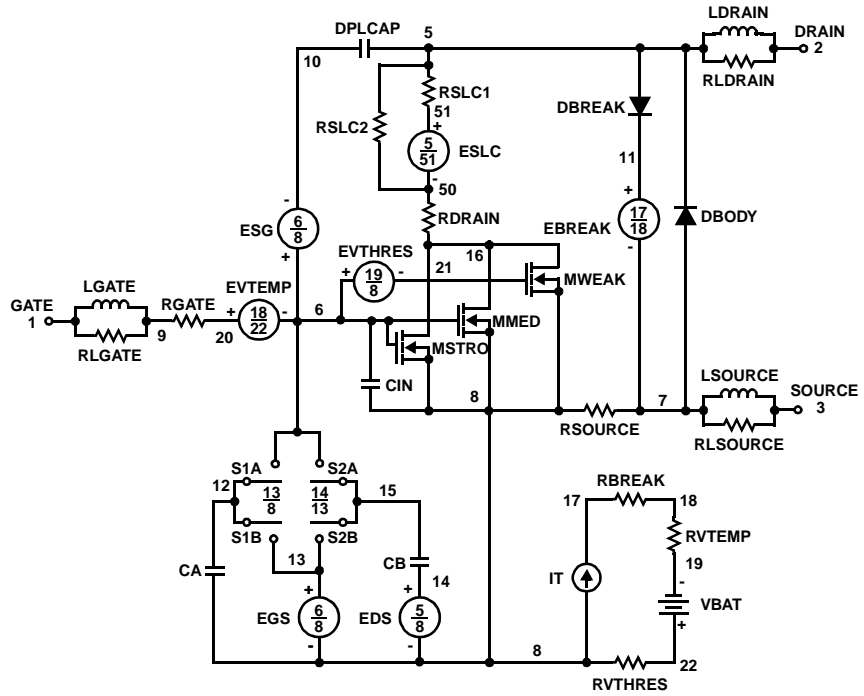 LDRAIN
DPLCAP
5
DRAIN
2
10
RLDRAIN
RSLC1
51
DBREAK
RSLC2
+
5
51
ESLC
-
50
11
-
6
8
ESG
+
RDRAIN
+
17
18
EBREAK
-
DBODY
EVTHRES
+
19
8
-
16
21
MWEAK
LGATE
EVTEMP
GATE
1
RGATE
+
18
22
-
6
9
20
RLGATE
MMED
MSTRO
CIN
8
LSOURCE
7
SOURCE
3
RSOURCE
RLSOURCE
S1A
S2A
12
13
8
14
13
15
S1B
S2B
13
RBREAK
17
18
RVTEMP
CB
CA
14
IT
19
-
VBAT
+
+
EGS
6
8
-
+
EDS
5
8
-
8
22
RVTHRES